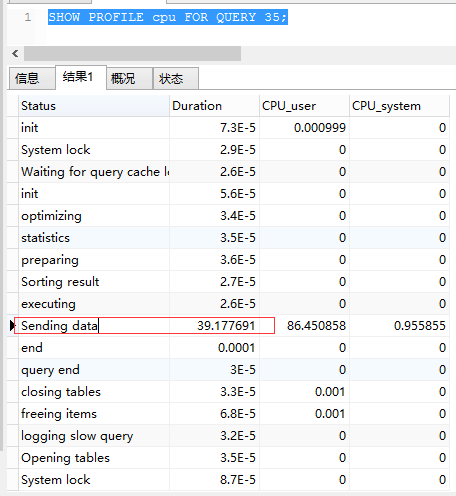 1 SHOW PROFILE cpu FOR QUERY 35;
信息 结果1 概况 状态
Status Duration CPU_user CPU_system
init 7.3E-5 0.000999 0
System lock 2.9E-5 0 0
Waiting for query cache lo 2.6E-5 0 0
init 5.6E-5 0 0
optimizing 3.4E-5 0 0
statistics 3.5E-5 0 0
preparing 3.6E-5 0 0
Sorting result 2.7E-5 0 0
executing 2.6E-5 0 0
Sending data 39.177691 86.450858 0.955855
end 0.0001 0 0
query end 3E-5 0 0
closing tables 3.3E-5 0.001 0
freeing items 6.8E-5 0.001 0
logging slow query 3.2E-5 0 0
Opening tables 3.5E-5 0 0
System lock 8.7E-5 0 0